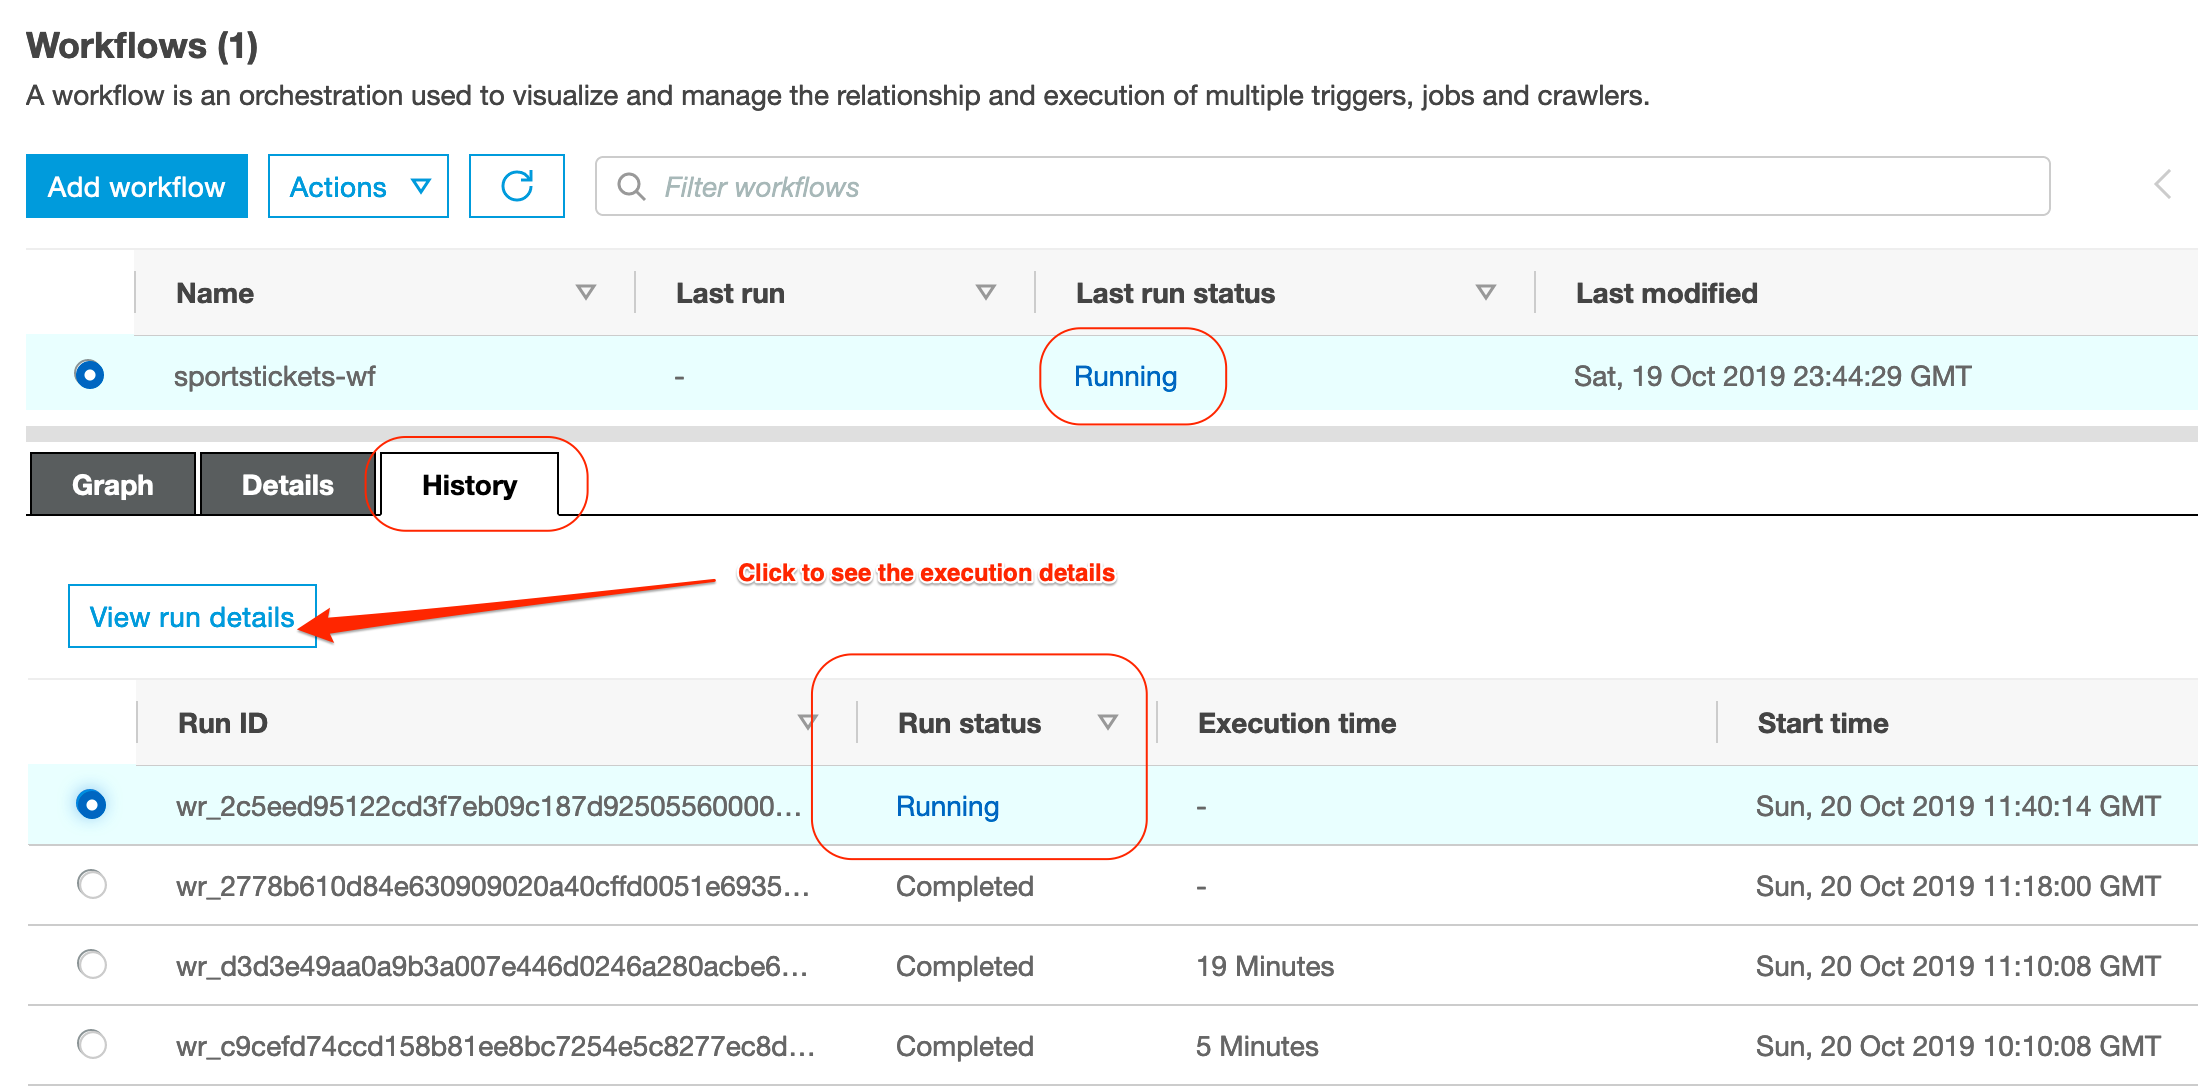 Workflows (1)
A workflow is an orchestration used to visualize and manage the relationship and execution of multiple triggers, jobs and crawlers.
Add workflow Actions Filter workflows
Name Last run Last run status Last modified
sportstickets-wf - Running Sat, 19 Oct 2019 23:44:29 GMT
Graph Details History
Click to see the execution details
View run details
Run ID Run status Execution time Start time
wr_2c5eed95122cd3f7eb09c187d92505560000... Running - Sun, 20 Oct 2019 11:40:14 GMT
wr_2778b610d84e630909020a40cffd0051e6935... Completed - Sun, 20 Oct 2019 11:18:00 GMT
wr_d3d3e49aa0a9b3a007e446d0246a280acbe6... Completed 19 Minutes Sun, 20 Oct 2019 11:10:08 GMT
wr_c9cefd74ccd158b81ee8bc7254e5c8277ec8d... Completed 5 Minutes Sun, 20 Oct 2019 10:10:08 GMT